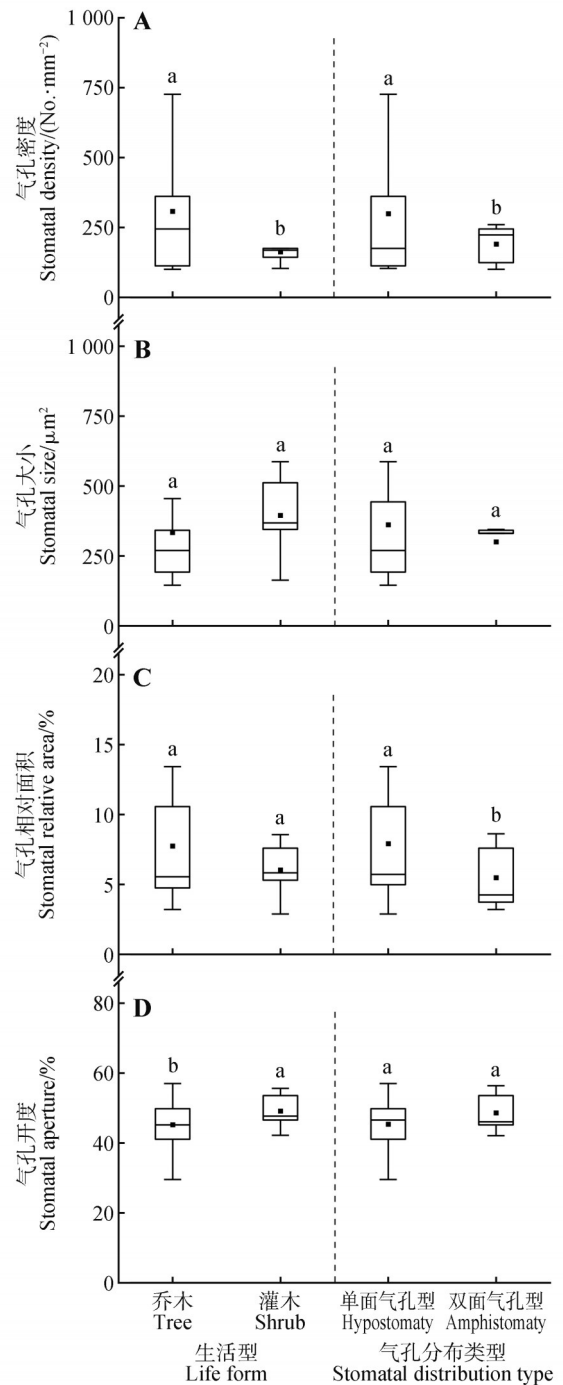 A
气孔密度
Stomatal density/(No.·mm⁻²)
1 000
750
500
250
0
a
b
a
b
B
气孔大小
Stomatal size/μm²
1 000
750
500
250
0
a
a
a
a
C
气孔相对面积
Stomatal relative area/%
20
15
10
5
0
a
a
a
b
D
气孔开度
Stomatal aperture/%
80
60
40
20
0
b
a
a
a
乔木 灌木 单面气孔型 双面气孔型
Tree Shrub Hypostomaty Amphistomaty
生活型 气孔分布类型
Life form Stomatal distribution type